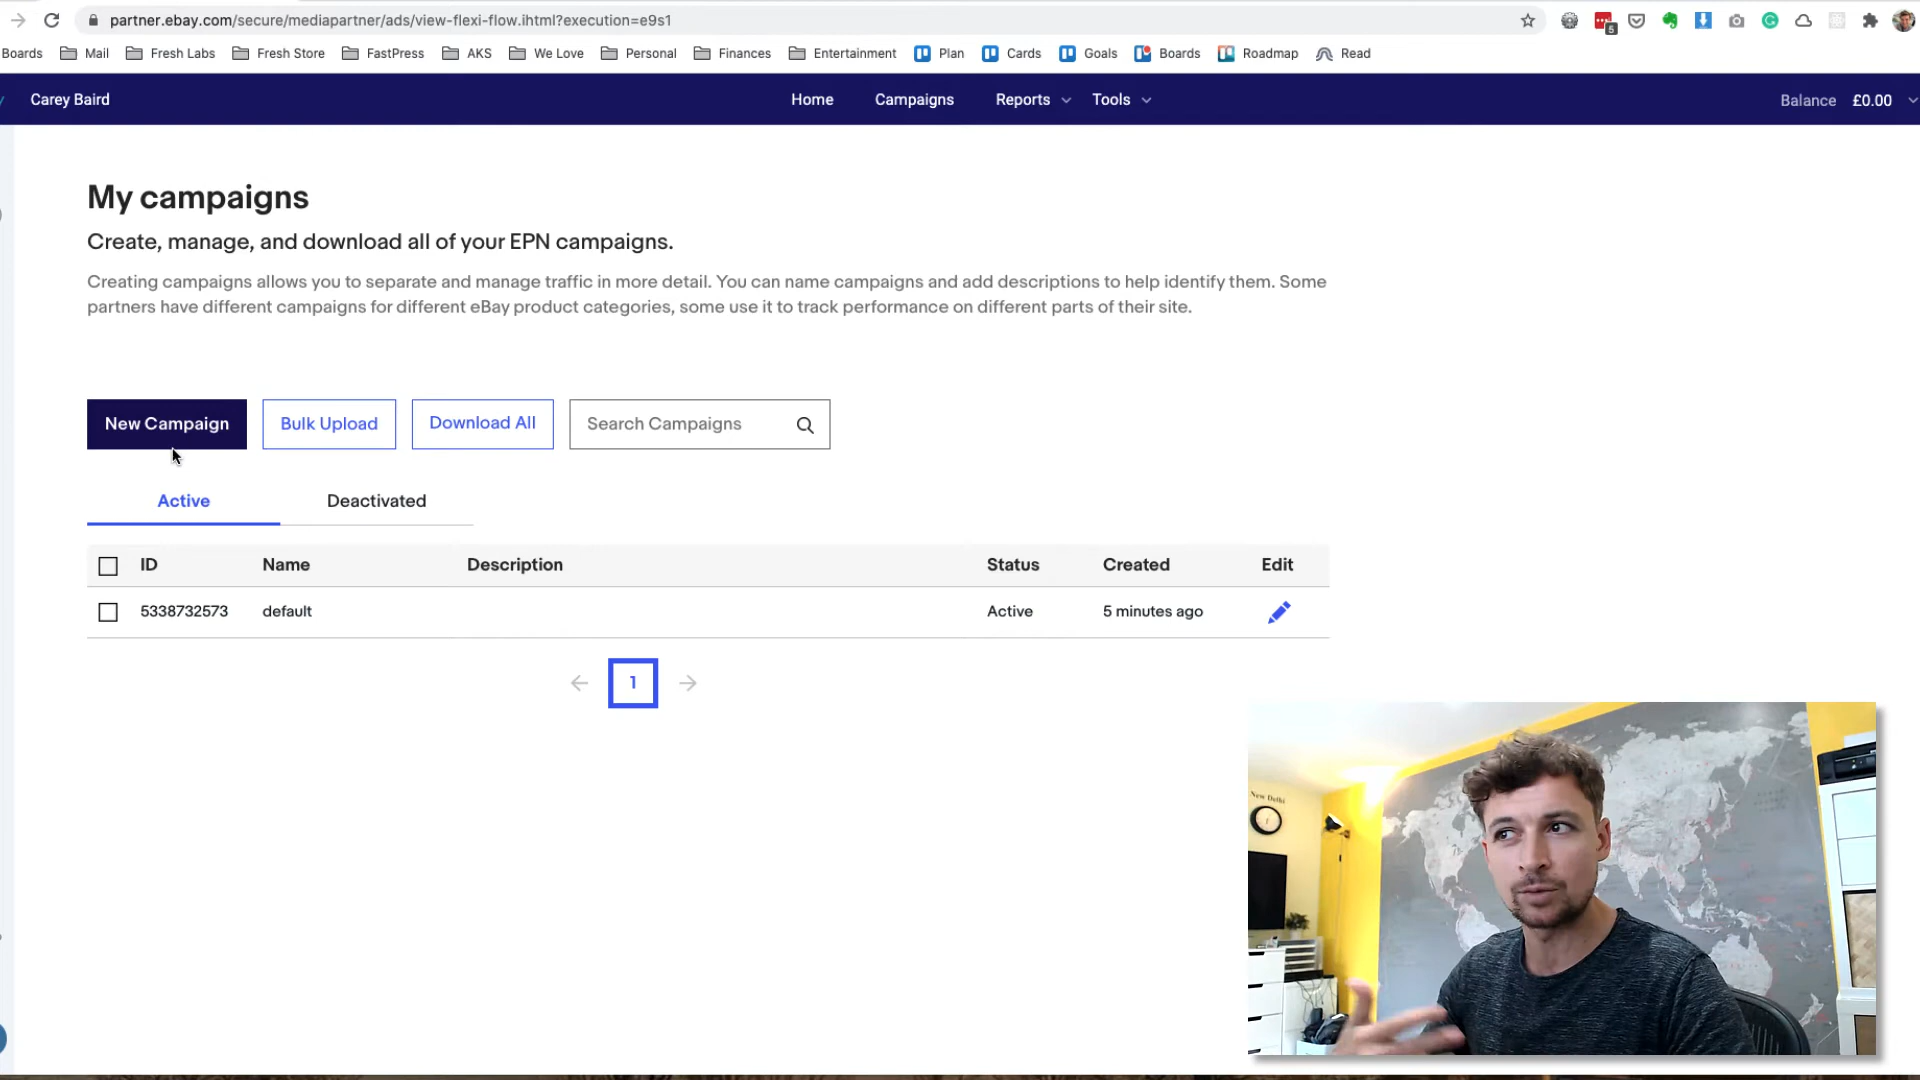 partner.ebay.com/secure/mediapartner/ads/view-flexi-flow.ihtml?execution=e9s1
5
Boards Mail Fresh Labs Fresh Store FastPress AKS We Love Personal Finances Entertainment Plan Cards Goals Boards Roadmap Read
Carey Baird Home Campaigns Reports Tools Balance £0.00
My campaigns
Create, manage, and download all of your EPN campaigns.
Creating campaigns allows you to separate and manage traffic in more detail. You can name campaigns and add descriptions to help identify them. Some
partners have different campaigns for different eBay product categories, some use it to track performance on different parts of their site.
New Campaign Bulk Upload Download All Search Campaigns
Active Deactivated
ID Name Description Status Created Edit
5338732573 default Active 5 minutes ago
1
New Delhi